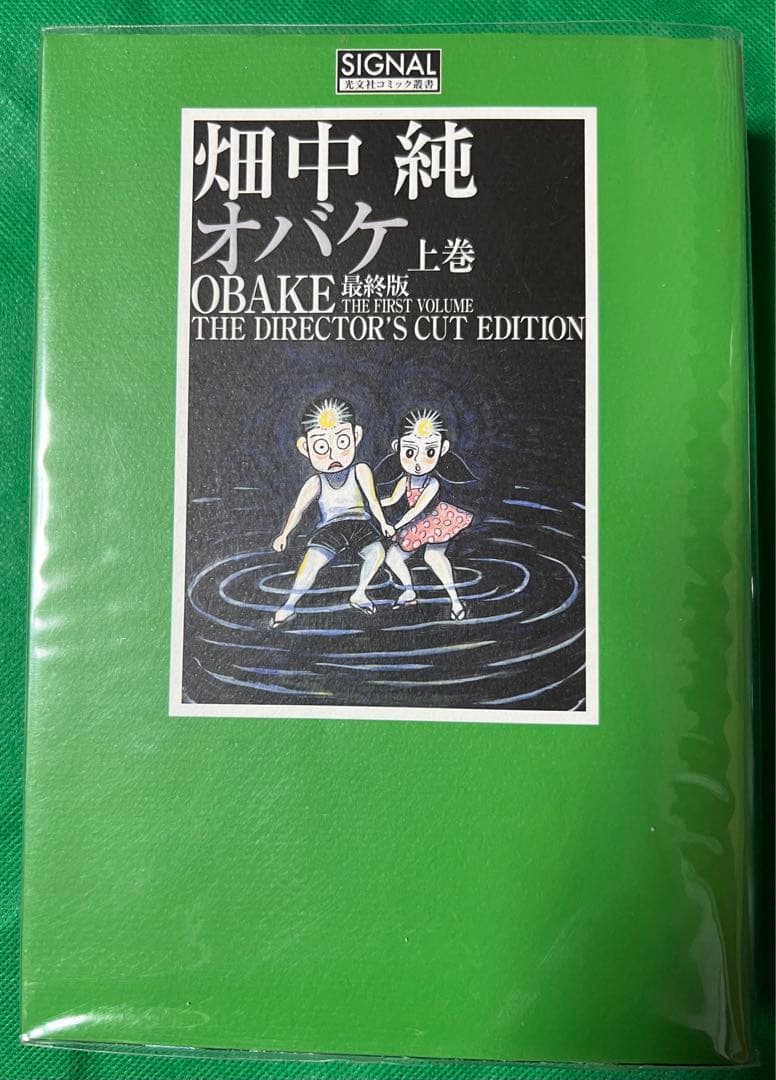 SIGNAL
光文社コミック叢書
畑中 純
オバケ 上巻
OBAKE 最終版 THE FIRST VOLUME
THE DIRECTOR'S CUT EDITION